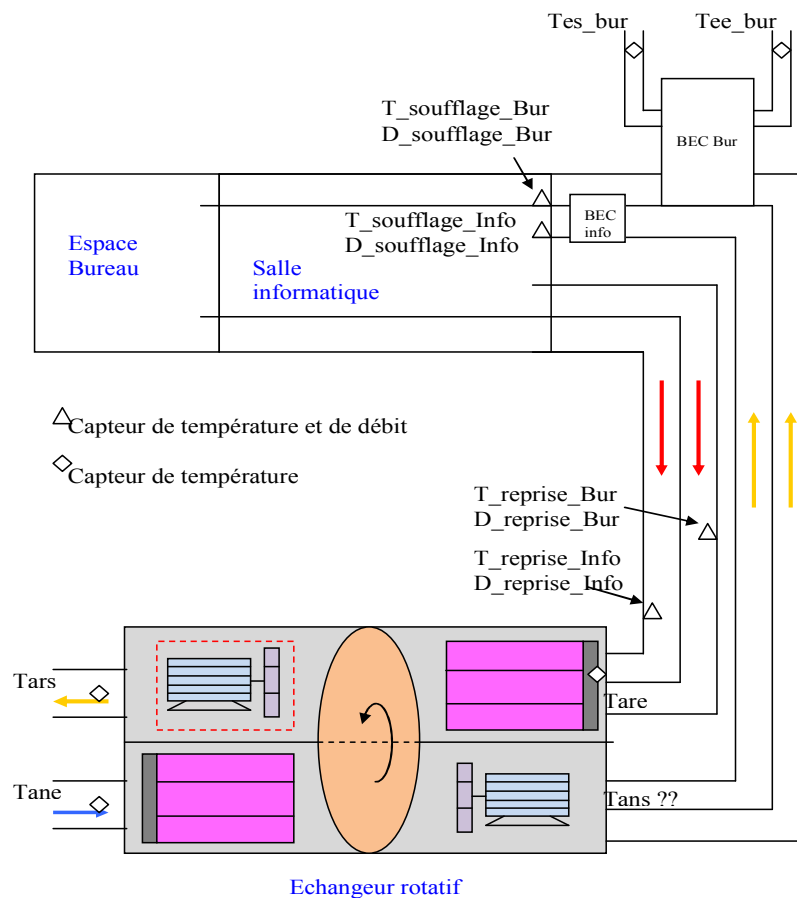 Tes_bur
Tee_bur
T_soufflage_Bur
D_soufflage_Bur
BEC Bur
T_soufflage_Info
D_soufflage_Info
BEC
info
Espace
Bureau
Salle
informatique
Capteur de température et de débit
Capteur de température
T_reprise_Bur
D_reprise_Bur
T_reprise_Info
D_reprise_Info
Tars
Tare
Tane
Tans ??
Echangeur rotatif